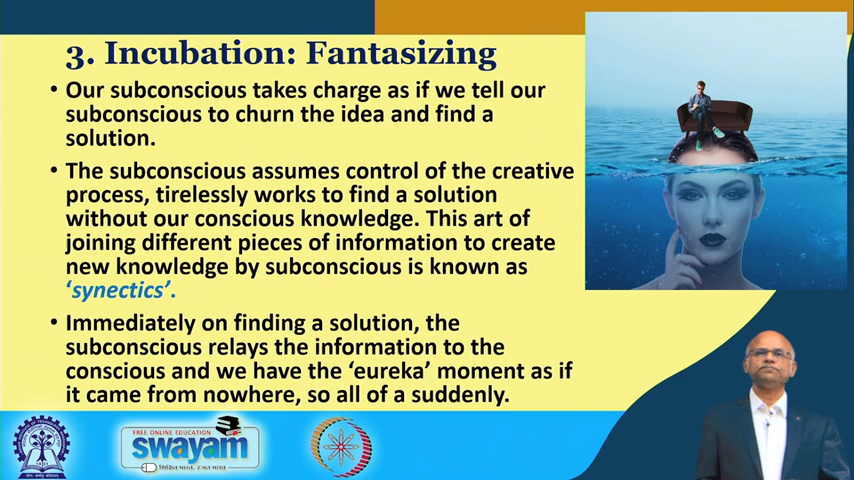 3. Incubation: Fantasizing
• Our subconscious takes charge as if we tell our
subconscious to churn the idea and find a
solution.
• The subconscious assumes control of the creative
process, tirelessly works to find a solution
without our conscious knowledge. This art of
joining different pieces of information to create
new knowledge by subconscious is known as
‘synectics’.
• Immediately on finding a solution, the
subconscious relays the information to the
conscious and we have the ‘eureka’ moment as if
it came from nowhere, so all of a suddenly.
FREE ONLINE EDUCATION
swayam